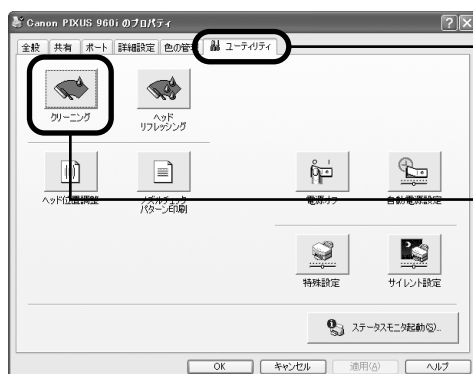 Canon PIXUS 960i のプロパティ
全般 共有 ポート 詳細設定 色の管理 ユーティリティ
クリーニング
ヘッド
リフレッシング
ヘッド位置調整
ノズルチェック
パターン印刷
電源オフ
自動電源設定
特殊設定
サイレント設定
ステータスモニタ起動(S)...
OK
キャンセル
適用(A)
ヘルプ